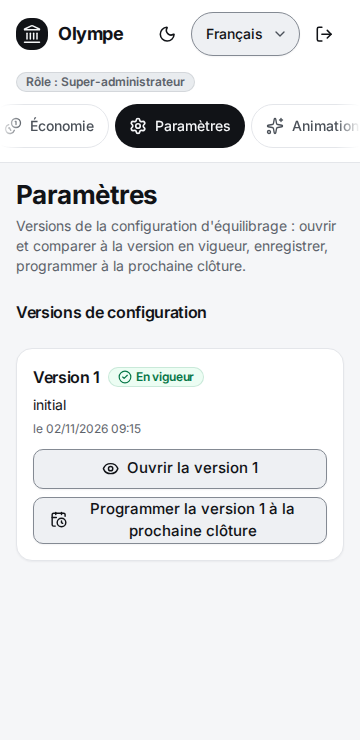 Olympe
Français
Rôle : Super-administrateur
Économie
Paramètres
Animation
Paramètres
Versions de la configuration d'équilibrage : ouvrir
et comparer à la version en vigueur, enregistrer,
programmer à la prochaine clôture.
Versions de configuration
Version 1
En vigueur
initial
le 02/11/2026 09:15
Ouvrir la version 1
Programmer la version 1 à la
prochaine clôture